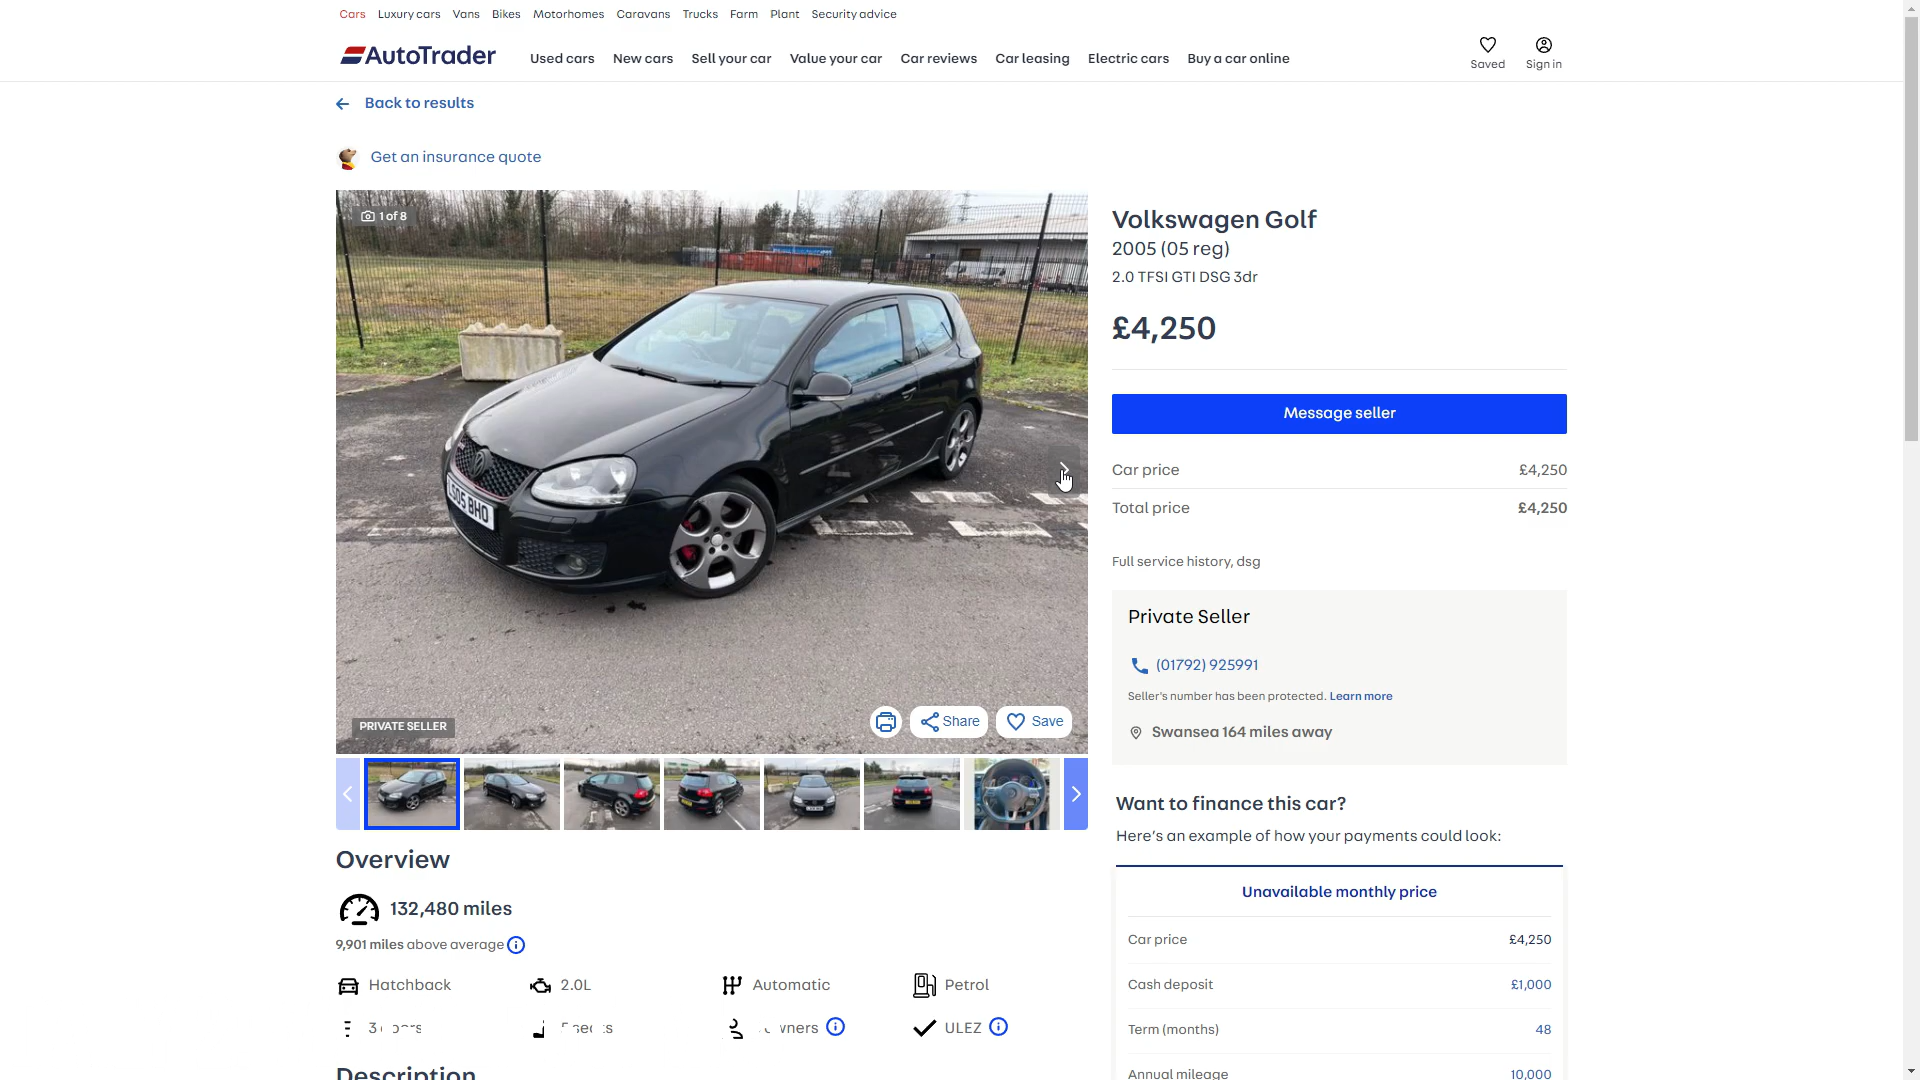 Cars Luxury cars Vans Bikes Motorhomes Caravans Trucks Farm Plant Security advice
AutoTrader Used cars New cars Sell your car Value your car Car reviews Car leasing Electric cars Buy a car online Saved Sign in
Back to results
Get an insurance quote
1 of 8
LS05 BHO
PRIVATE SELLER
Share Save
Volkswagen Golf
2005 (05 reg)
2.0 TFSI GTI DSG 3dr
£4,250
Message seller
Car price £4,250
Total price £4,250
Full service history, dsg
Private Seller
(01792) 925991
Seller's number has been protected. Learn more
Swansea 164 miles away
Want to finance this car?
Here's an example of how your payments could look:
Unavailable monthly price
Car price £4,250
Cash deposit £1,000
Term (months) 48
Annual mileage 10,000
Overview
132,480 miles
9,901 miles above average
Hatchback 2.0L Automatic Petrol
3 ULEZ
Description